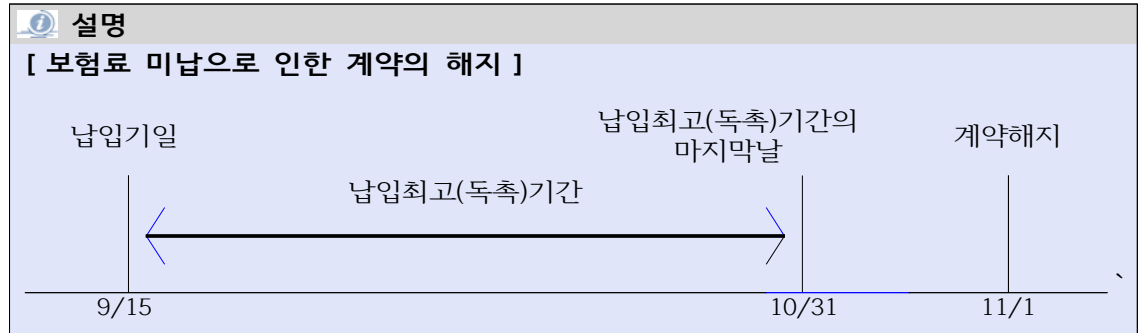 설명
[ 보험료 미납으로 인한 계약의 해지 ]
납입기일
납입최고(독촉)기간의
마지막날
계약해지
납입최고(독촉)기간
9/15
10/31
11/1